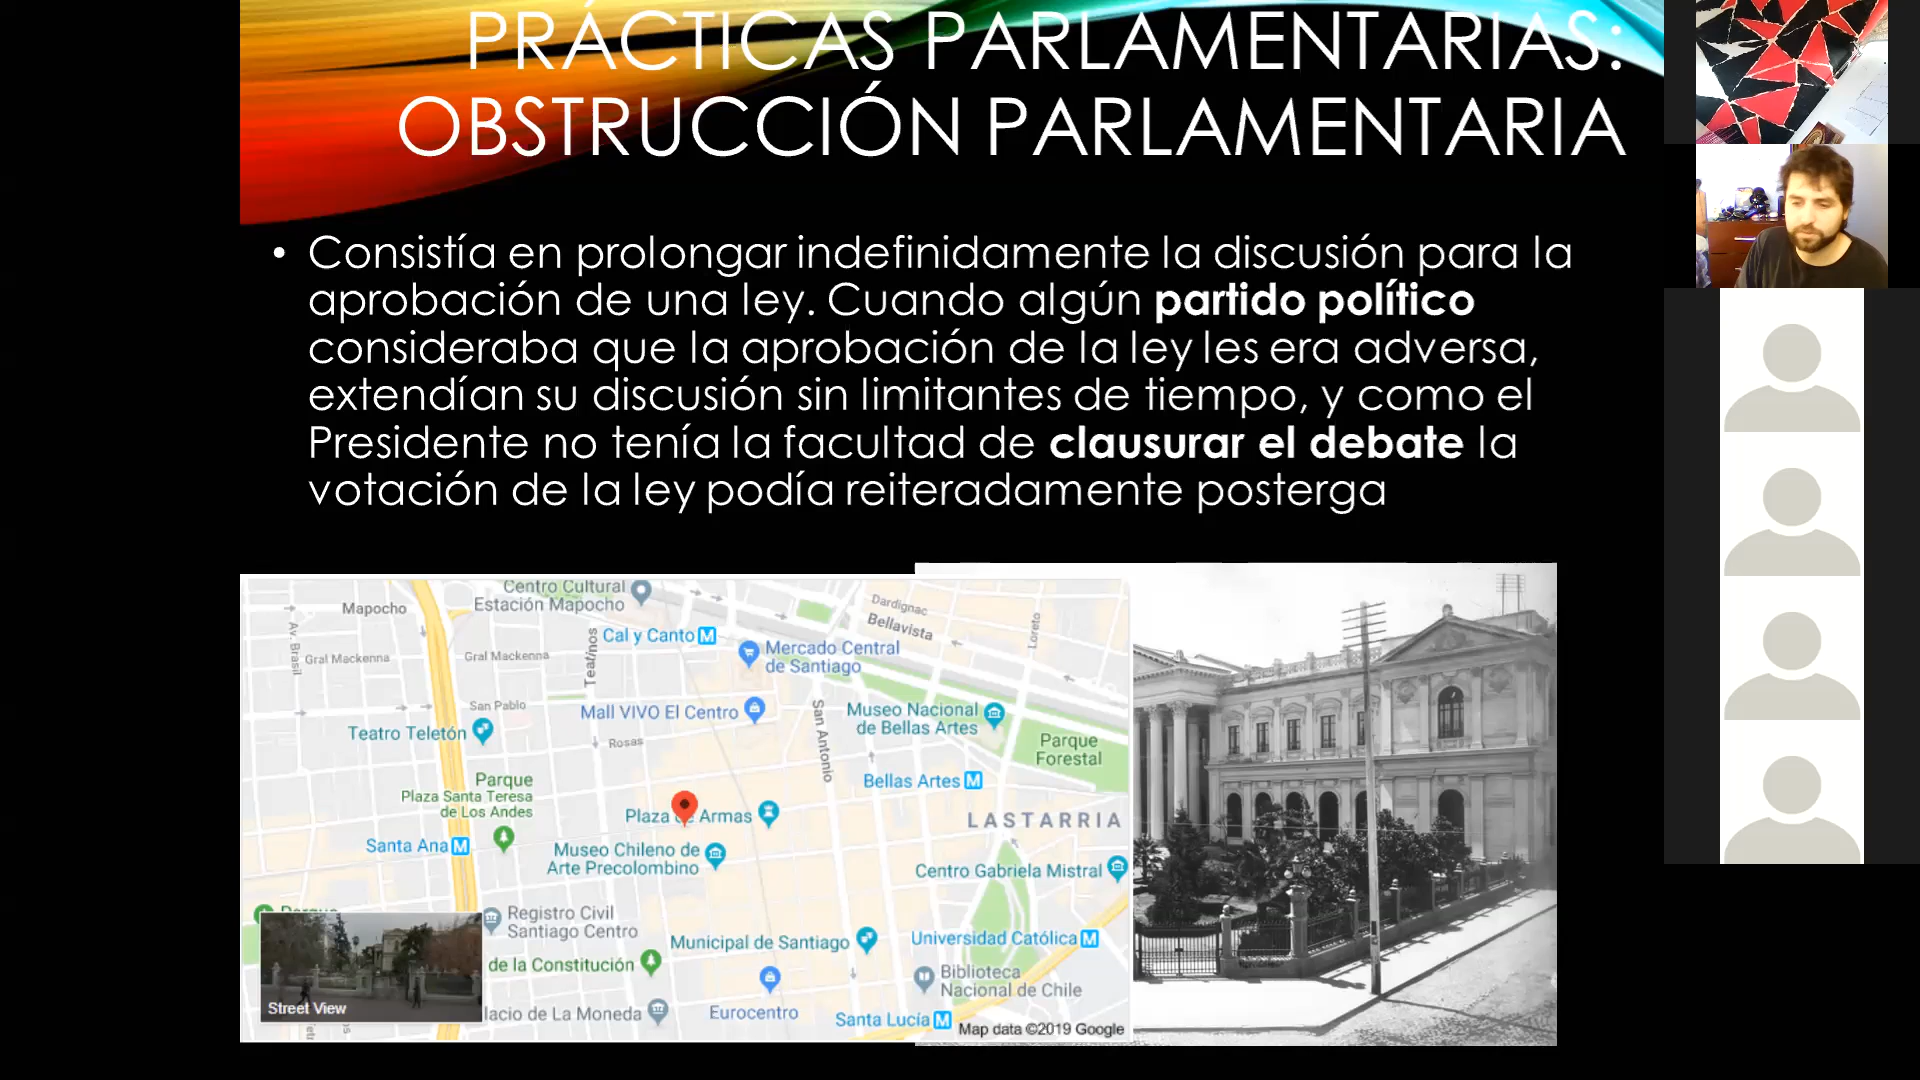 PRÁCTICAS PARLAMENTARIAS:
OBSTRUCCIÓN PARLAMENTARIA
• Consistía en prolongar indefinidamente la discusión para la
aprobación de una ley. Cuando algún partido político
consideraba que la aprobación de la ley les era adversa,
extendían su discusión sin limitantes de tiempo, y como el
Presidente no tenía la facultad de clausurar el debate la
votación de la ley podía reiteradamente posterga
Centro Cultural
Estación Mapocho
Mapocho
Dardignac
Bellavista
Loreto
Av. Brasil
Teatinos
Cal y Canto M
Mercado Central
de Santiago
Gral Mackenna
Gral Mackenna
San Pablo
Mall VIVO El Centro
San Antonio
Museo Nacional
de Bellas Artes
Teatro Teletón
Rosas
Parque
Forestal
Parque
Plaza Santa Teresa
de Los Andes
Bellas Artes M
Plaza de Armas
LASTARRIA
Santa Ana M
Museo Chileno de
Arte Precolombino
Centro Gabriela Mistral
Registro Civil
Santiago Centro
Municipal de Santiago
Universidad Católica M
de la Constitución
Biblioteca
Nacional de Chile
Street View
lacio de La Moneda
Eurocentro
Santa Lucía M
Map data ©2019 Google